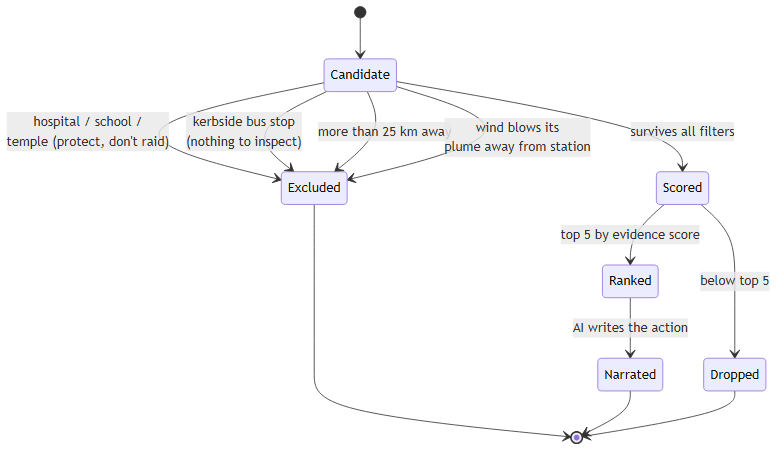 Candidate
hospital / school /
temple (protect, don't raid)
kerbside bus stop
(nothing to inspect)
more than 25 km away
wind blows its
plume away from station
survives all filters
Excluded
Scored
top 5 by evidence score
Ranked
below top 5
AI writes the action
Narrated
Dropped